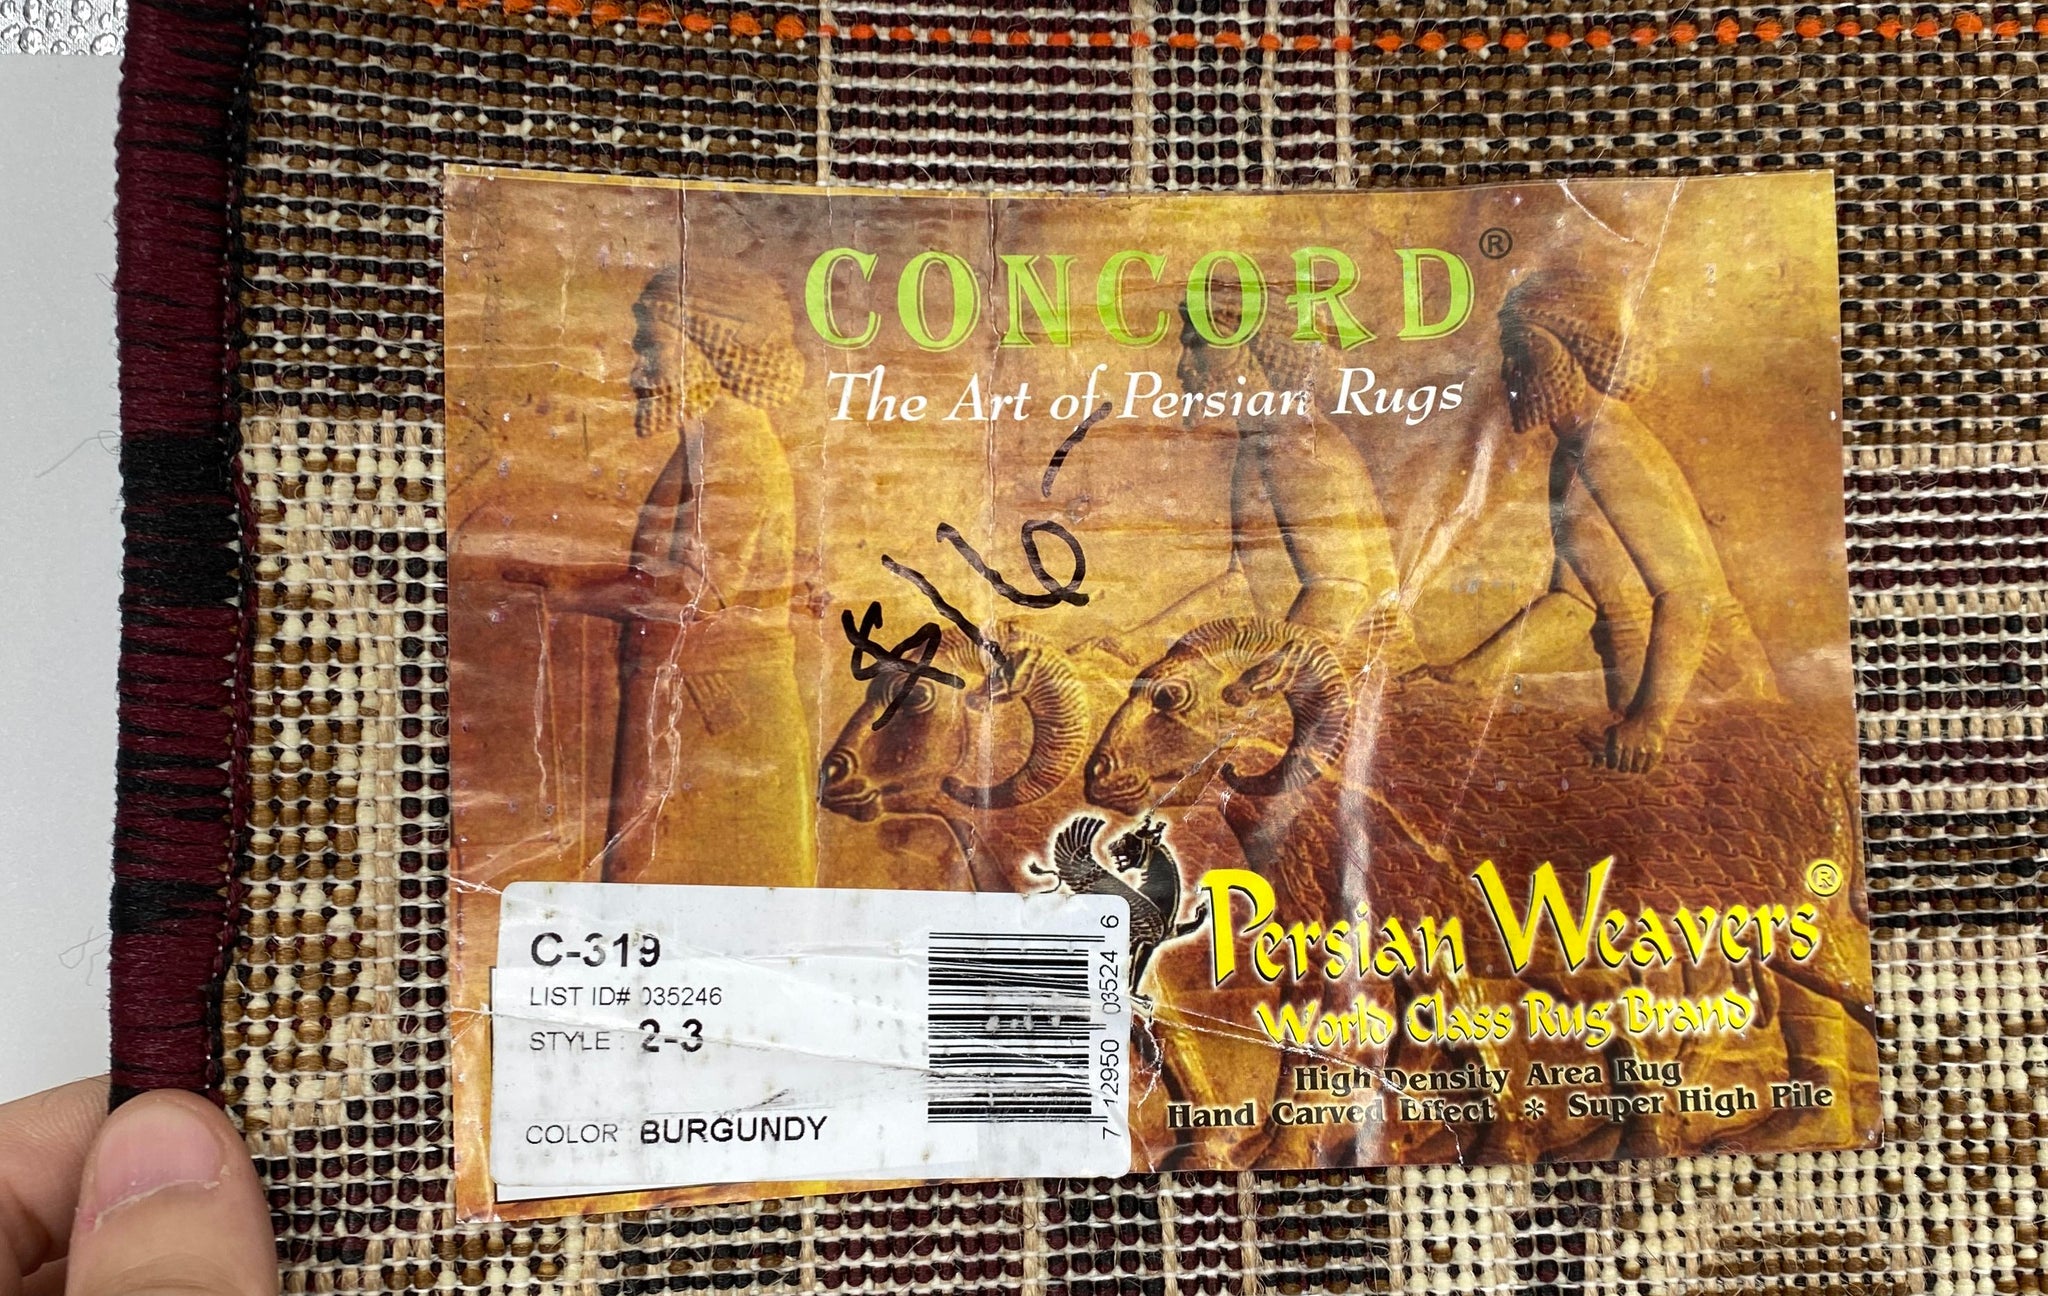 CONCORD®
The Art of Persian Rugs
$16-
Persian Weavers®
World Class Rug Brand
High Density Area Rug
Hand Carved Effect * Super High Pile
C-319
LIST ID# 035246
STYLE : 2-3
COLOR BURGUNDY
7 12950 03524 6